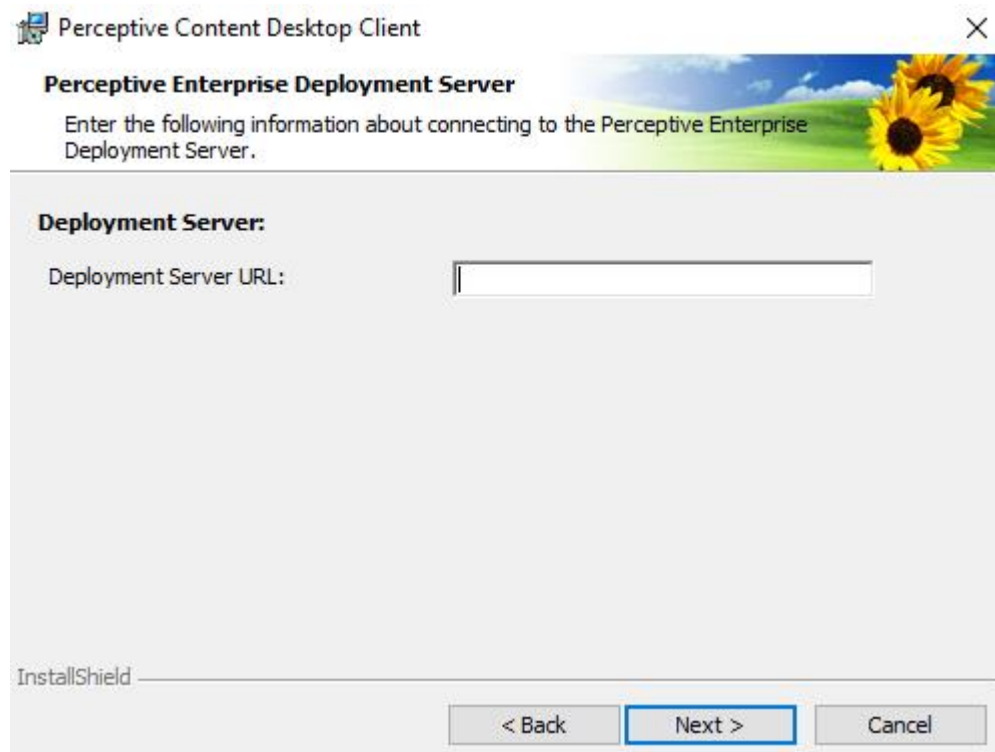 Perceptive Content Desktop Client
Perceptive Enterprise Deployment Server
Enter the following information about connecting to the Perceptive Enterprise
Deployment Server.
Deployment Server:
Deployment Server URL:
InstallShield
< Back
Next >
Cancel